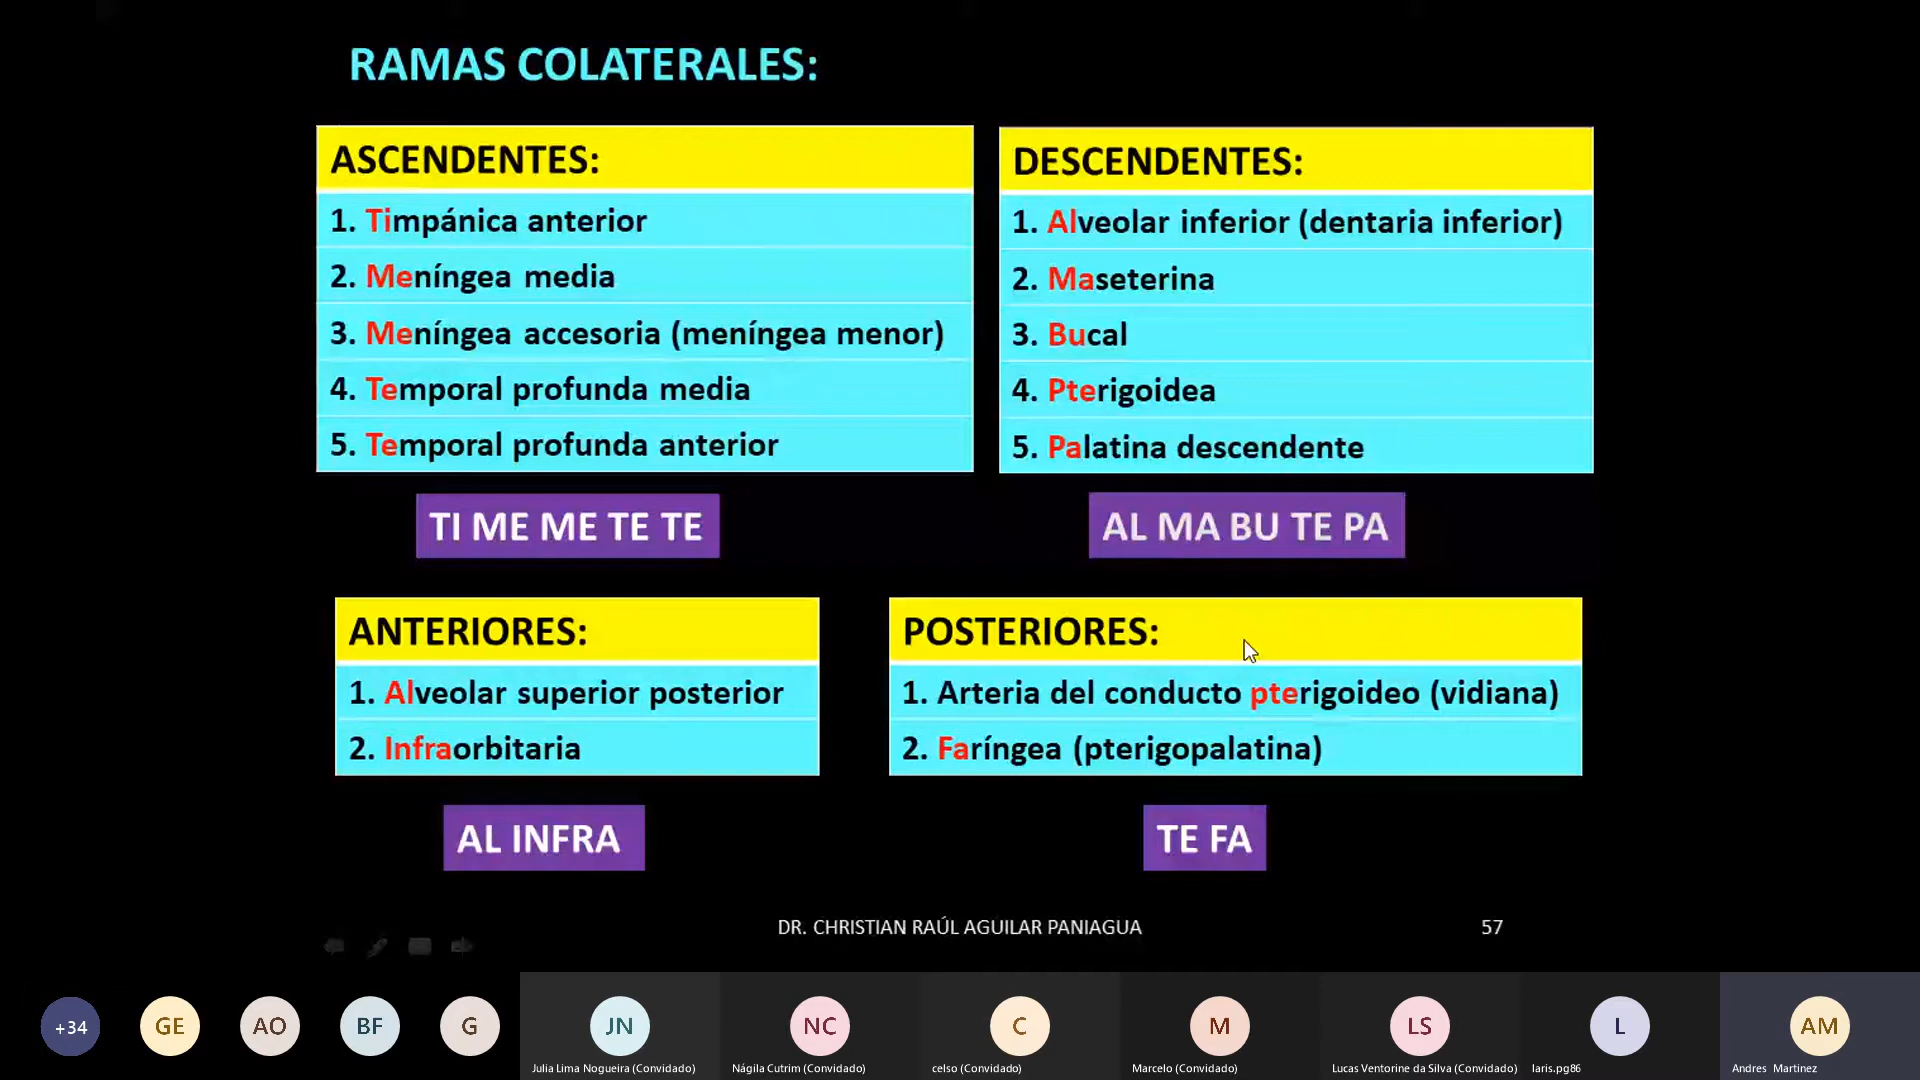 RAMAS COLATERALES:
ASCENDENTES:
1. Timpánica anterior
2. Meníngea media
3. Meníngea accesoria (meníngea menor)
4. Temporal profunda media
5. Temporal profunda anterior
TI ME ME TE TE
DESCENDENTES:
1. Alveolar inferior (dentaria inferior)
2. Maseterina
3. Bucal
4. Pterigoidea
5. Palatina descendente
AL MA BU TE PA
ANTERIORES:
1. Alveolar superior posterior
2. Infraorbitaria
AL INFRA
POSTERIORES:
1. Arteria del conducto pterigoideo (vidiana)
2. Faríngea (pterigopalatina)
TE FA
DR. CHRISTIAN RAÚL AGUILAR PANIAGUA
57
+34
GE
AO
BF
G
JN
Julia Lima Nogueira (Convidado)
NC
Nágila Cutrim (Convidado)
C
celso (Convidado)
M
Marcelo (Convidado)
LS
Lucas Ventorine da Silva (Convidado)
L
laris.pg86
AM
Andres Martinez